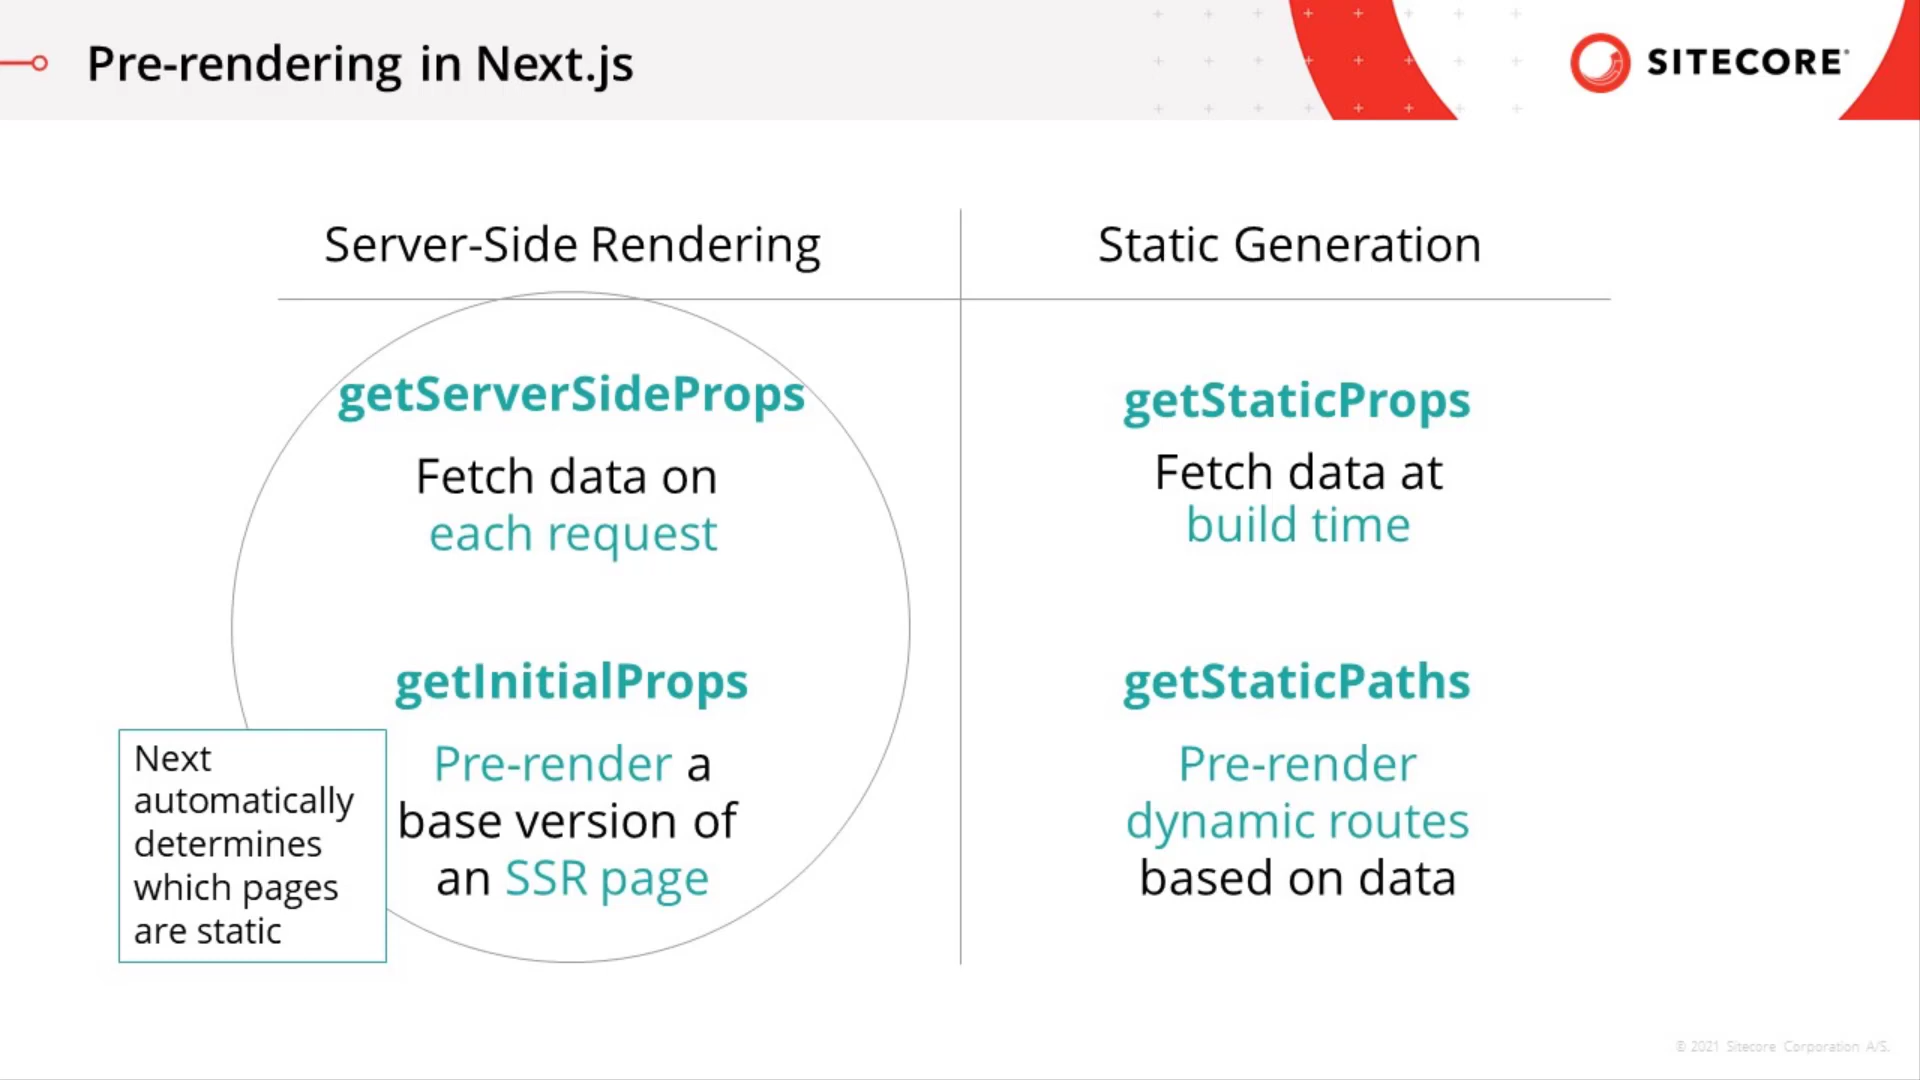 Pre-rendering in Next.js
SITECORE
Server-Side Rendering
Static Generation
getServerSideProps
Fetch data on
each request
getStaticProps
Fetch data at
build time
getInitialProps
Pre-render a
base version of
an SSR page
Next
automatically
determines
which pages
are static
getStaticPaths
Pre-render
dynamic routes
based on data
© 2021 Sitecore Corporation A/S.